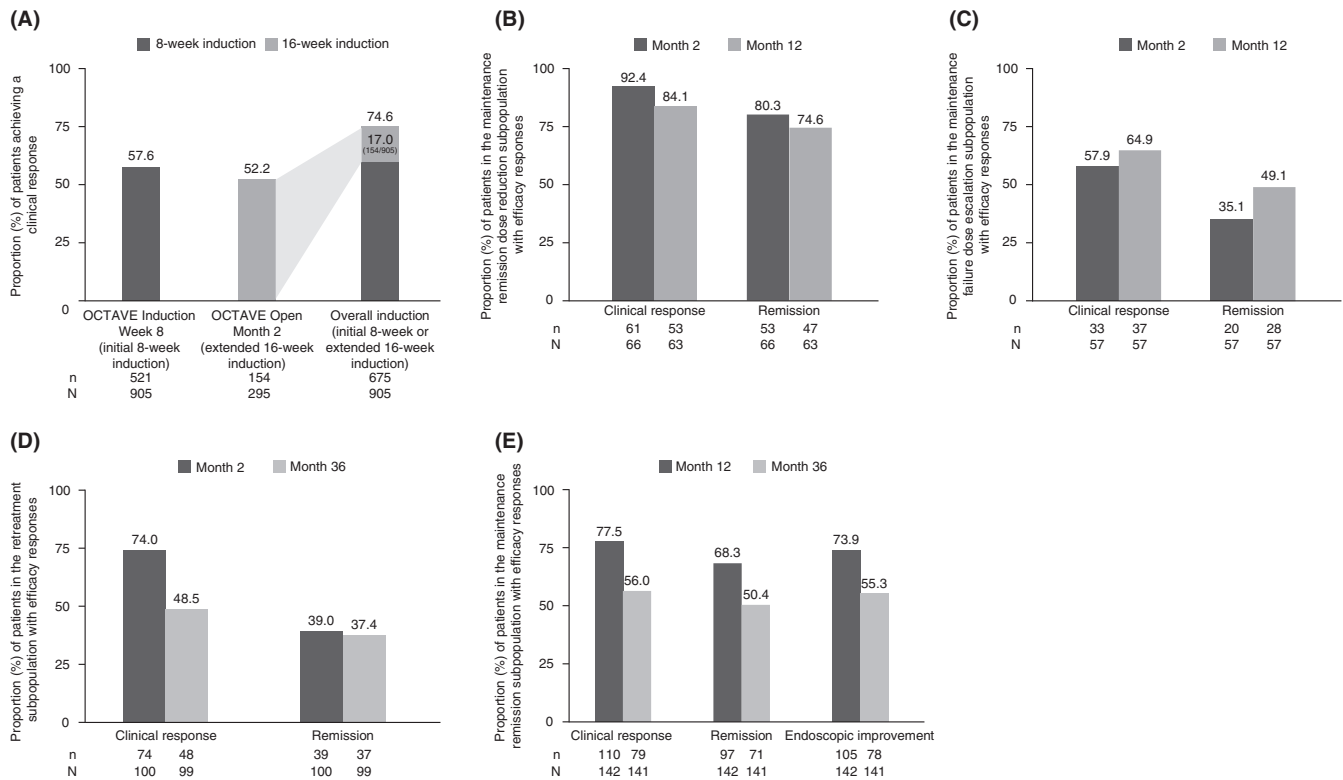 (A)
8-week induction 16-week induction
Proportion (%) of patients achieving a
clinical response
100
75
50
25
0
57.6
52.2
74.6
17.0
(154/905)
OCTAVE Induction
Week 8
(initial 8-week
induction)
OCTAVE Open
Month 2
(extended 16-week
induction)
Overall induction
(initial 8-week or
extended 16-week
induction)
n 521 154 675
N 905 295 905
(B)
Month 2 Month 12
Proportion (%) of patients in the maintenance
remission dose reduction subpopulation
with efficacy responses
100
75
50
25
0
92.4
84.1
80.3
74.6
Clinical response Remission
n 61 53 53 47
N 66 63 66 63
(C)
Month 2 Month 12
Proportion (%) of patients in the maintenance
failure dose escalation subpopulation
with efficacy responses
100
75
50
25
0
57.9
64.9
35.1
49.1
Clinical response Remission
n 33 37 20 28
N 57 57 57 57
(D)
Month 2 Month 36
Proportion (%) of patients in the retreatment
subpopulation with efficacy responses
100
75
50
25
0
74.0
48.5
39.0
37.4
Clinical response Remission
n 74 48 39 37
N 100 99 100 99
(E)
Month 12 Month 36
Proportion (%) of patients in the maintenance
remission subpopulation with efficacy responses
100
75
50
25
0
77.5
56.0
68.3
50.4
73.9
55.3
Clinical response Remission Endoscopic improvement
n 110 79 97 71 105 78
N 142 141 142 141 142 141